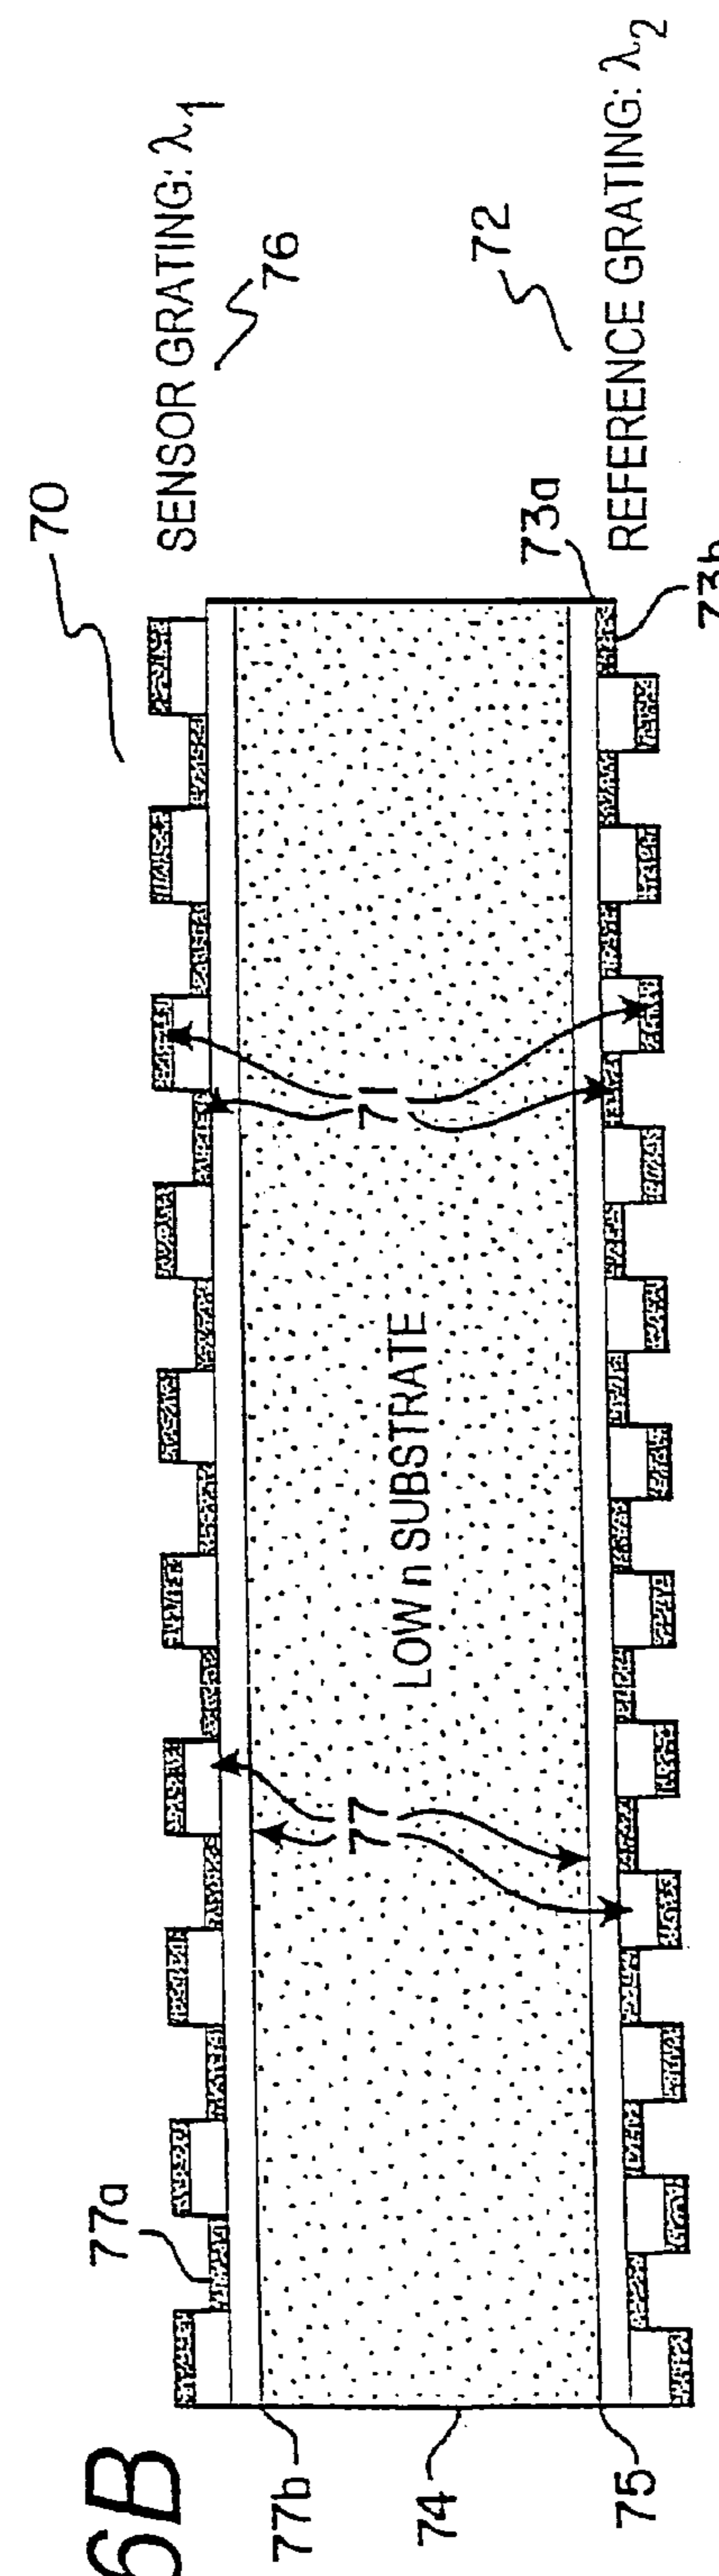 6B
70
SENSOR GRATING: λ1
76
77a
77b
71
77
LOW n SUBSTRATE
74
72
75
73a
73b
REFERENCE GRATING: λ2